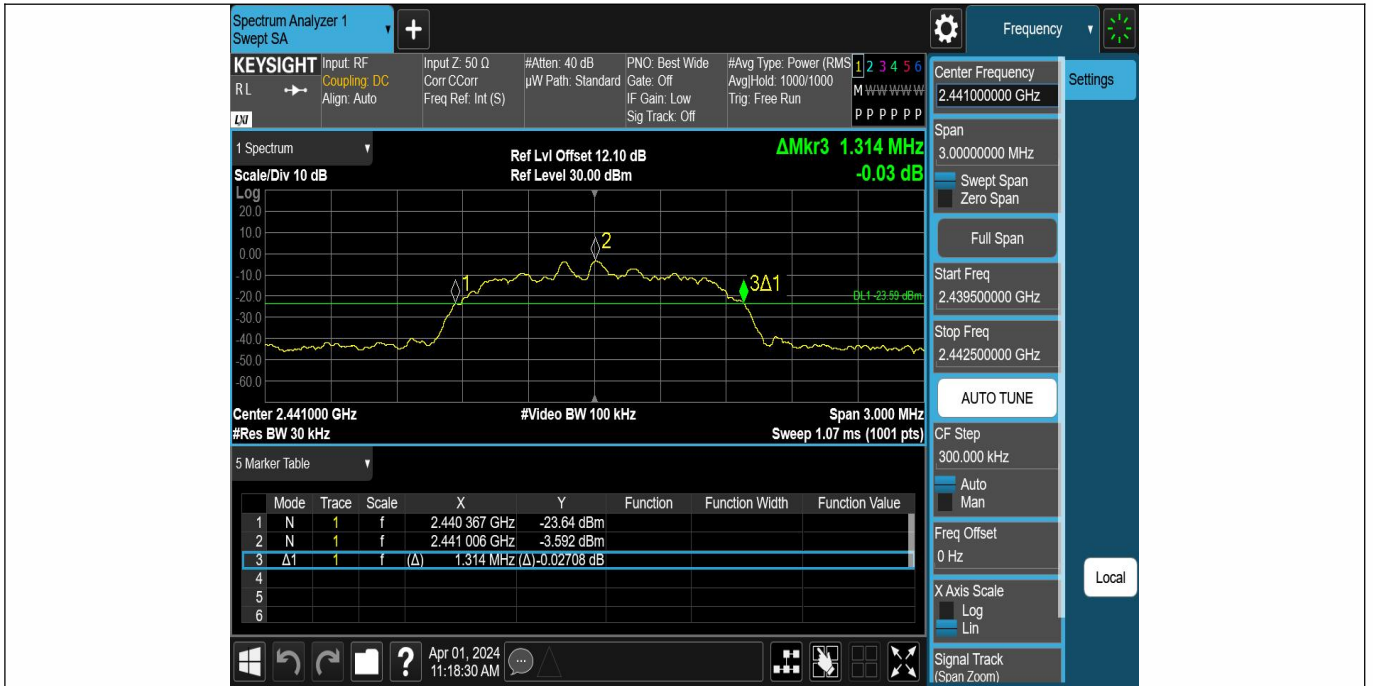 Spectrum Analyzer 1
Swept SA
+
Frequency
KEYSIGHT
RL
LXI
Input: RF
Coupling: DC
Align: Auto
Input Z: 50 Ω
Corr CCorr
Freq Ref: Int (S)
#Atten: 40 dB
µW Path: Standard
PNO: Best Wide
Gate: Off
IF Gain: Low
Sig Track: Off
#Avg Type: Power (RMS
Avg|Hold: 1000/1000
Trig: Free Run
1 2 3 4 5 6
M W W W W W
P P P P P P
Center Frequency
2.441000000 GHz
Settings
1 Spectrum
Scale/Div 10 dB
Ref Lvl Offset 12.10 dB
Ref Level 30.00 dBm
ΔMkr3 1.314 MHz
-0.03 dB
Log
20.0
10.0
0.00
-10.0
-20.0
-30.0
-40.0
-50.0
-60.0
1
2
3Δ1
DL1 -23.59 dBm
Center 2.441000 GHz
#Video BW 100 kHz
Span 3.000 MHz
#Res BW 30 kHz
Sweep 1.07 ms (1001 pts)
Span
3.00000000 MHz
Swept Span
Zero Span
Full Span
Start Freq
2.439500000 GHz
Stop Freq
2.442500000 GHz
AUTO TUNE
CF Step
300.000 kHz
Auto
Man
Freq Offset
0 Hz
X Axis Scale
Log
Lin
Signal Track
(Span Zoom)
Local
5 Marker Table
Mode Trace Scale X Y Function Function Width Function Value
1 N 1 f 2.440 367 GHz -23.64 dBm
2 N 1 f 2.441 006 GHz -3.592 dBm
3 Δ1 1 f (Δ) 1.314 MHz (Δ) -0.02708 dB
4
5
6
?
Apr 01, 2024
11:18:30 AM